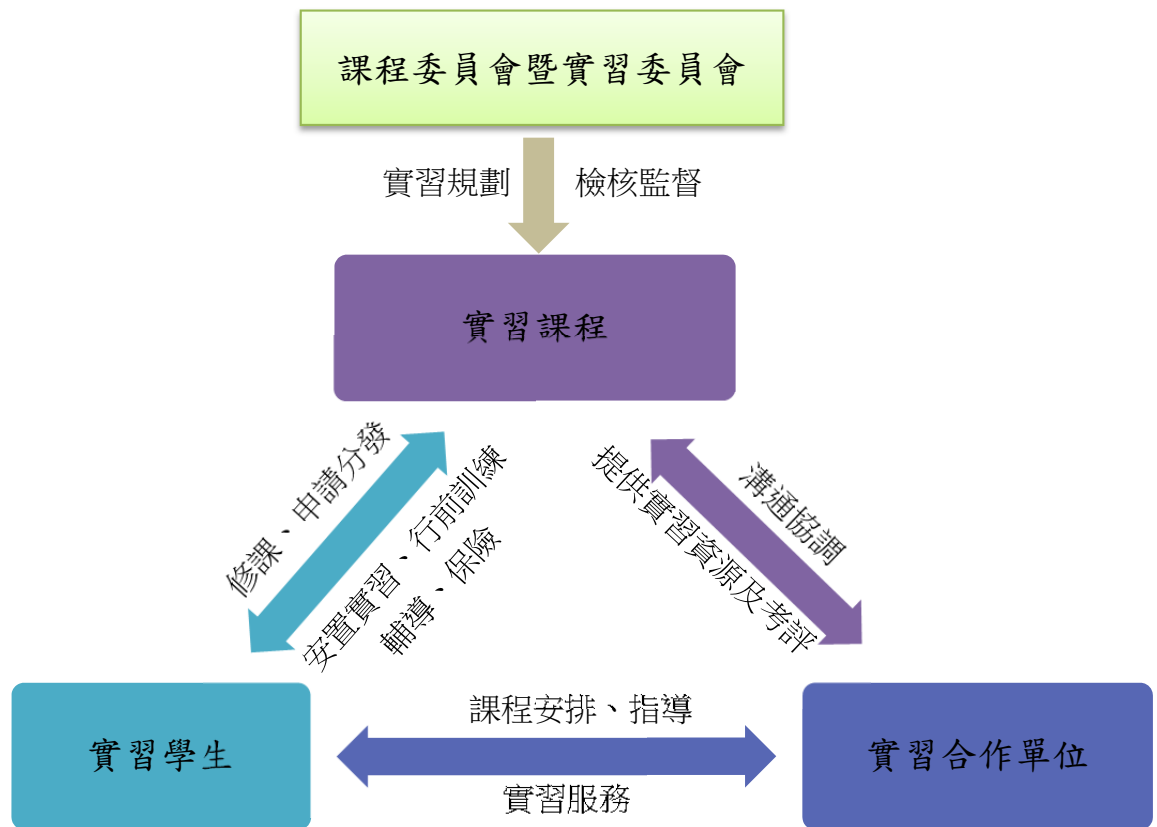 課程委員會暨實習委員會
實習規劃
檢核監督
實習課程
修課、申請分發
安置實習、行前訓練
輔導、保險
提供實習資源及考評
溝通協調
實習學生
課程安排、指導
實習服務
實習合作單位